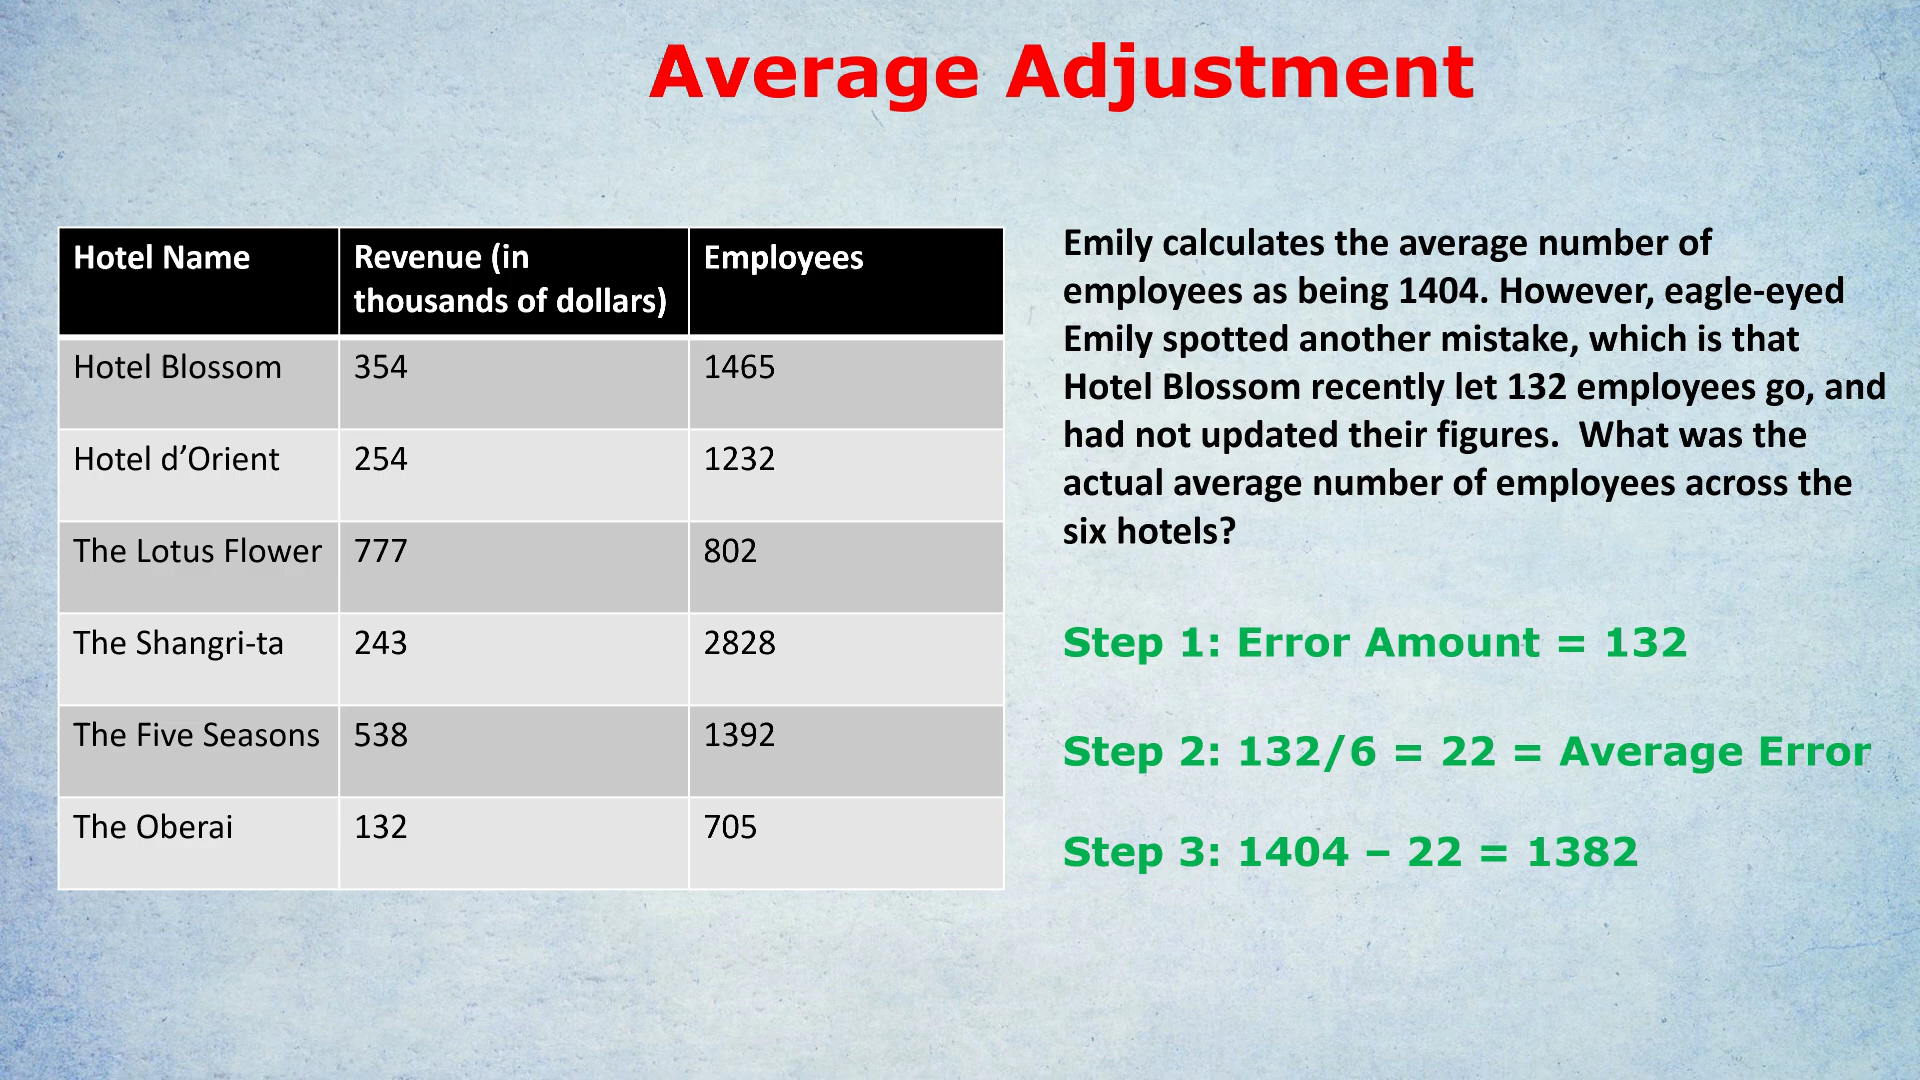 Average Adjustment
Hotel Name
Revenue (in
thousands of dollars)
Employees
Hotel Blossom 354 1465
Hotel d’Orient 254 1232
The Lotus Flower 777 802
The Shangri-ta 243 2828
The Five Seasons 538 1392
The Oberai 132 705
Emily calculates the average number of
employees as being 1404. However, eagle-eyed
Emily spotted another mistake, which is that
Hotel Blossom recently let 132 employees go, and
had not updated their figures.  What was the
actual average number of employees across the
six hotels?
Step 1: Error Amount = 132
Step 2: 132/6 = 22 = Average Error
Step 3: 1404 – 22 = 1382